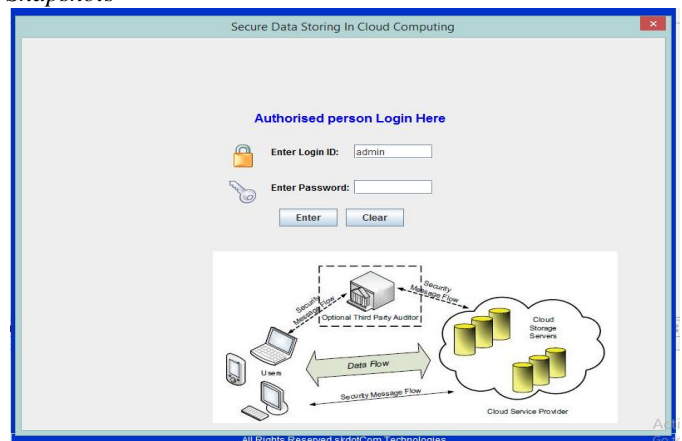 Snapshots
Secure Data Storing In Cloud Computing
Authorised person Login Here
Enter Login ID: admin
Enter Password:
Enter Clear
Security Message Flow
Security Message Flow
Optional Third Party Auditor
Cloud
Storage
Servers
Users
Data Flow
Security Message Flow
Cloud Service Provider
All Rights Reserved skdotCom Technologies